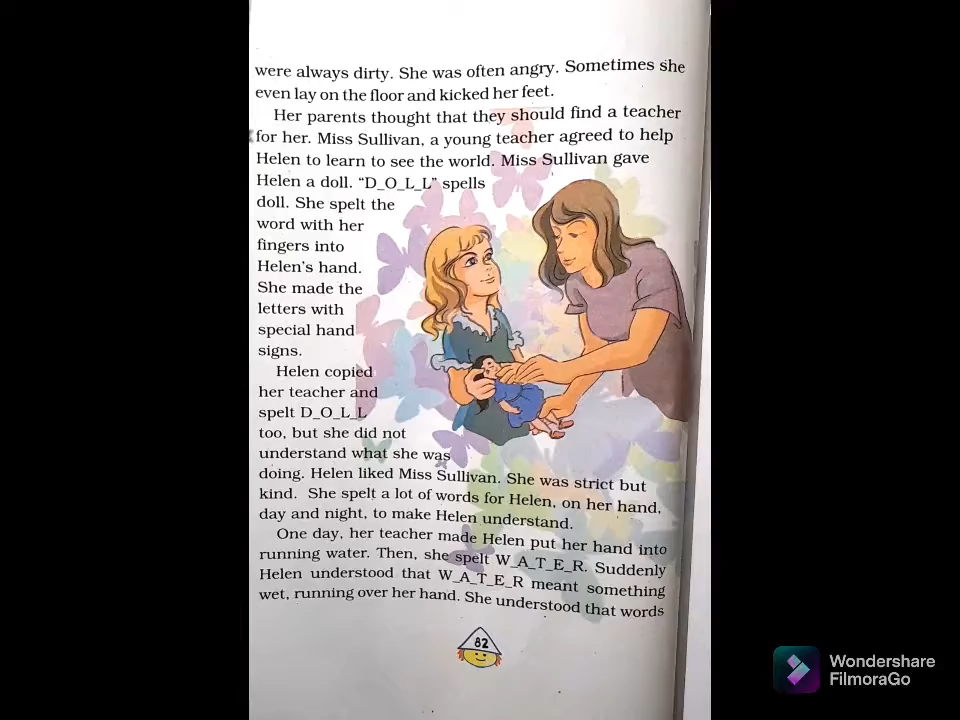 were always dirty. She was often angry. Sometimes she
even lay on the floor and kicked her feet.
Her parents thought that they should find a teacher
for her. Miss Sullivan, a young teacher agreed to help
Helen to learn to see the world. Miss Sullivan gave
Helen a doll. “D_O_L_L” spells
doll. She spelt the
word with her
fingers into
Helen's hand.
She made the
letters with
special hand
signs.
Helen copied
her teacher and
spelt D_O_L_L
too, but she did not
understand what she was
doing. Helen liked Miss Sullivan. She was strict but
kind. She spelt a lot of words for Helen, on her hand,
day and night, to make Helen understand.
One day, her teacher made Helen put her hand into
running water. Then, she spelt W_A_T_E_R. Suddenly
Helen understood that W_A_T_E_R meant something
wet, running over her hand. She understood that words
82
Wondershare
FilmoraGo